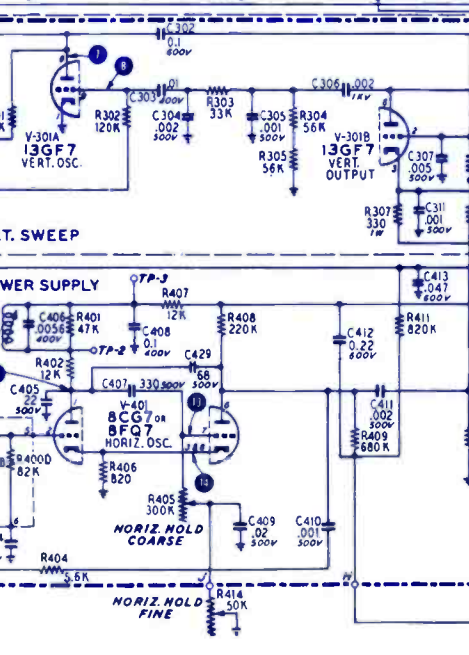 C302
0.1
600V
7
8
C303
.01
400V
R302
120K
C304
.002
500V
R303
33K
C305
.001
500V
R304
56K
R305
56K
C306
.002
1KV
V-301A
13GF7
VERT. OSC.
V-301B
13GF7
VERT.
OUTPUT
C307
.005
500V
R307
330
1W
C311
.001
500V
T. SWEEP
WER SUPPLY
TP-3
C413
.047
600V
R407
12K
C406
.0056
400V
R401
47K
C408
0.1
400V
R408
220K
C412
0.22
600V
R411
820K
TP-2
R402
12K
C429
68
500V
C405
22
500V
C407
330 500V
V-401
8CG7 OR
8FQ7
HORIZ. OSC.
13
C411
.002
500V
R409
680K
R400D
82K
R406
820
14
R405
300K
HORIZ. HOLD
COARSE
C409
.02
500V
C410
.001
500V
R404
5.6K
HORIZ. HOLD
FINE
R414
50K